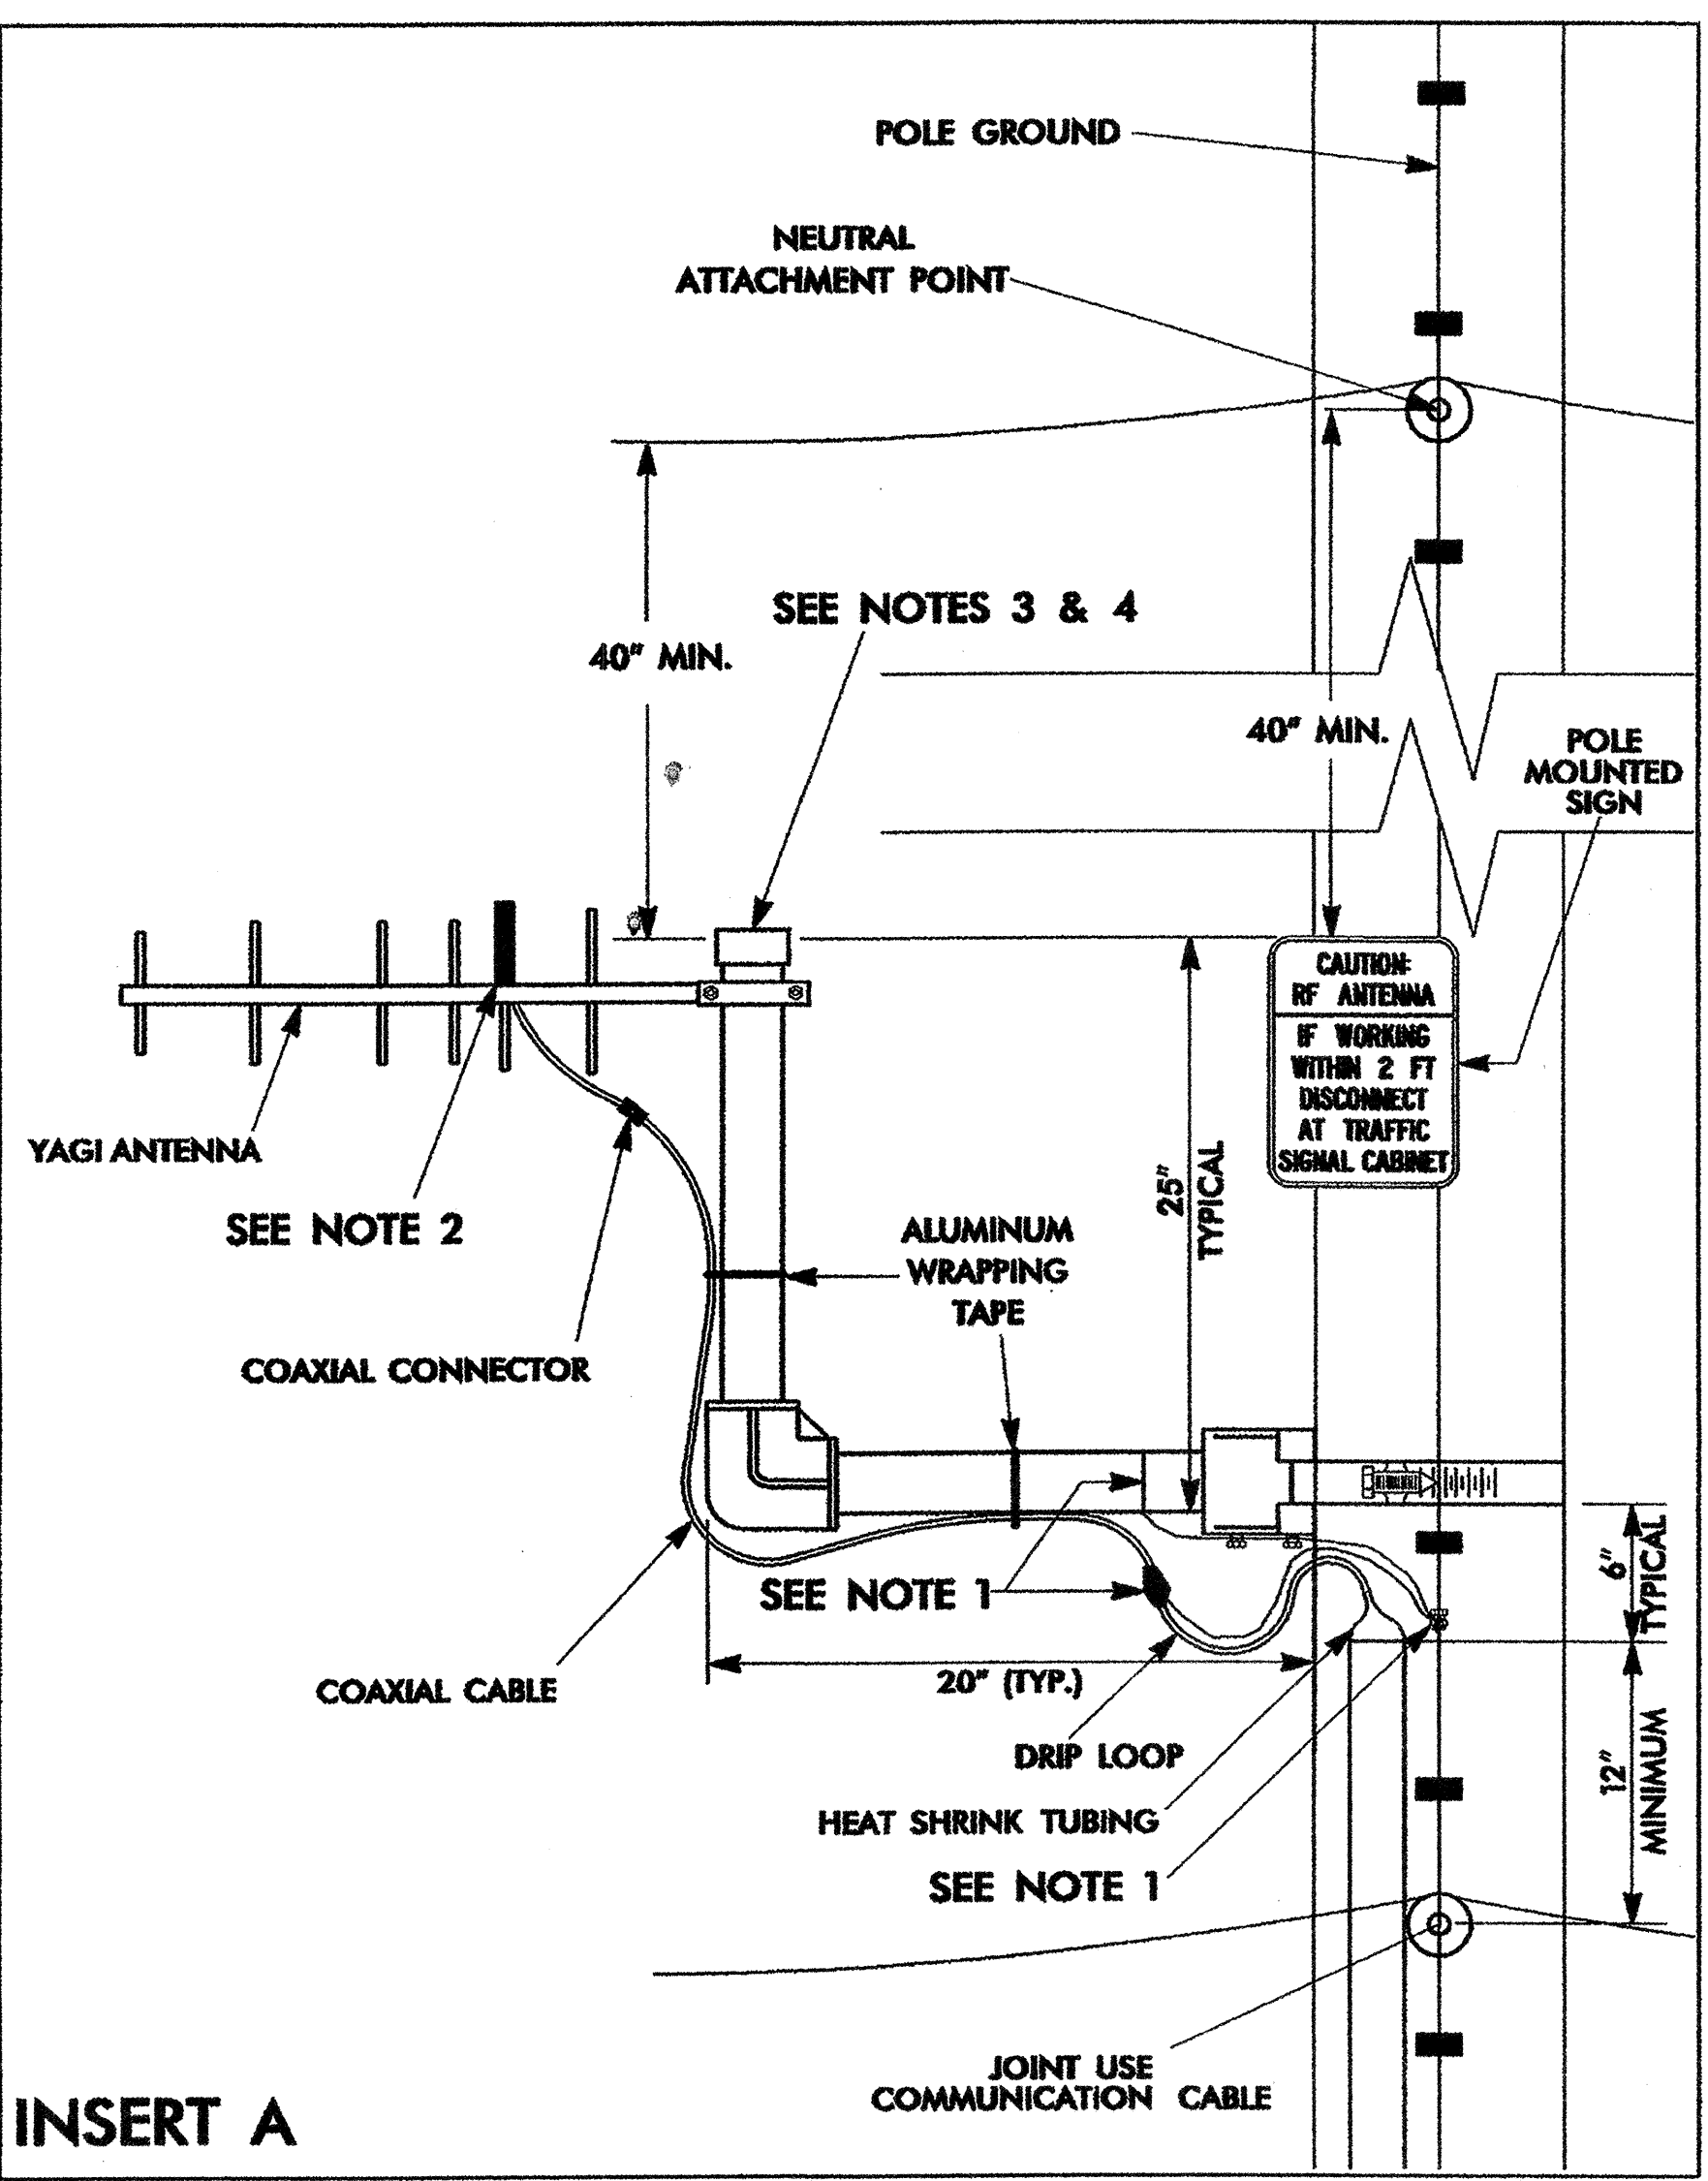 POLE GROUND
NEUTRAL
ATTACHMENT POINT
SEE NOTES 3 & 4
40" MIN.
40" MIN.
POLE
MOUNTED
SIGN
CAUTION:
RF ANTENNA
IF WORKING
WITHIN 2 FT
DISCONNECT
AT TRAFFIC
SIGNAL CABINET
YAGI ANTENNA
SEE NOTE 2
25"
TYPICAL
ALUMINUM
WRAPPING
TAPE
COAXIAL CONNECTOR
6"
TYPICAL
SEE NOTE 1
COAXIAL CABLE
20" (TYP.)
DRIP LOOP
12"
MINIMUM
HEAT SHRINK TUBING
SEE NOTE 1
JOINT USE
COMMUNICATION CABLE
INSERT A